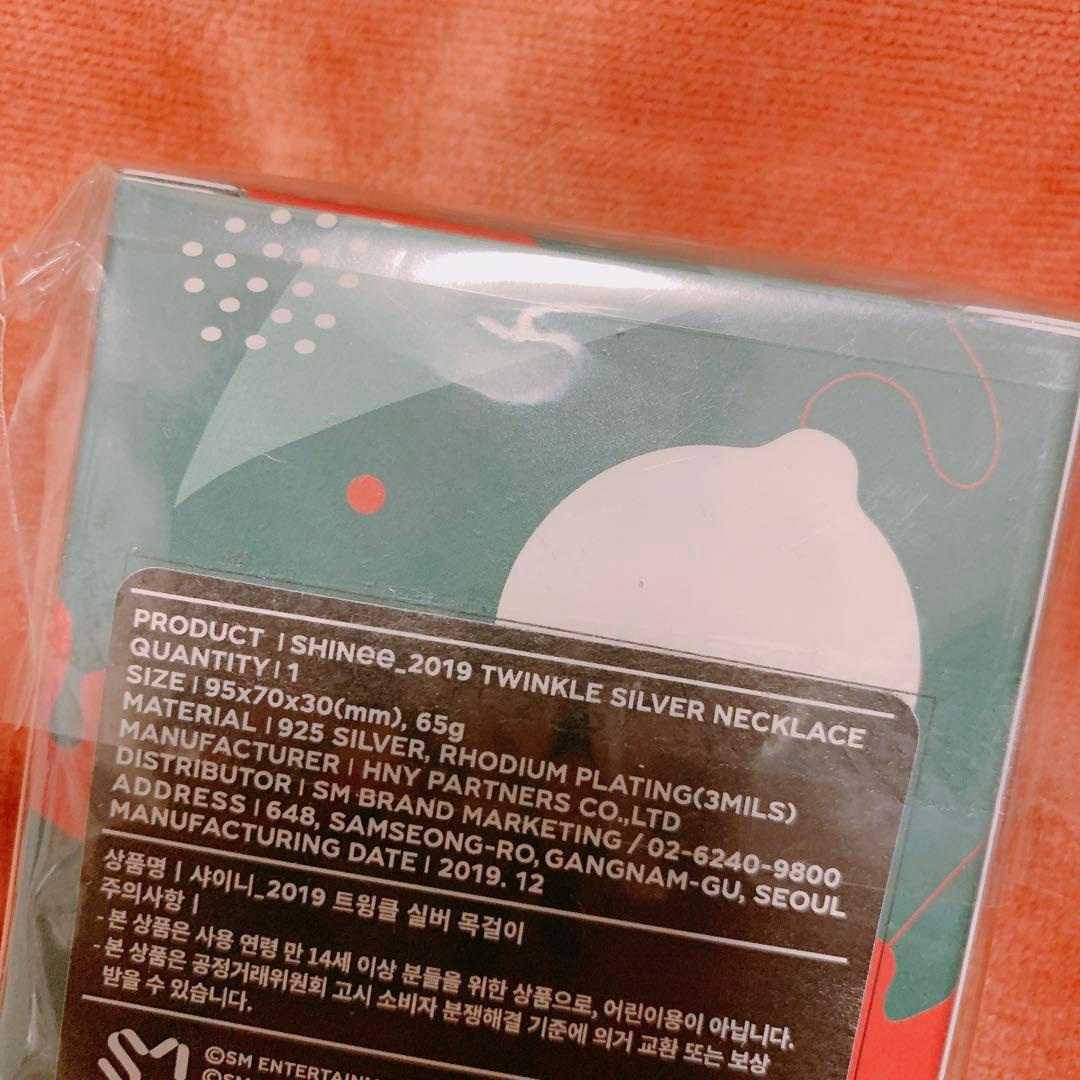 PRODUCT | SHINee_2019 TWINKLE SILVER NECKLACE
QUANTITY | 1
SIZE | 95x70x30(mm), 65g
MATERIAL | 925 SILVER, RHODIUM PLATING(3MILS)
MANUFACTURER | HNY PARTNERS CO.,LTD
DISTRIBUTOR | SM BRAND MARKETING / 02-6240-9800
ADDRESS | 648, SAMSEONG-RO, GANGNAM-GU, SEOUL
MANUFACTURING DATE | 2019. 12
상품명 | 샤이니_2019 트윙클 실버 목걸이
주의사항 |
- 본 상품은 사용 연령 만 14세 이상 분들을 위한 상품으로, 어린이용이 아닙니다.
- 본 상품은 공정거래위원회 고시 소비자 분쟁해결 기준에 의거 교환 또는 보상
받을 수 있습니다.
SM
©SM ENTERTAINM
©SM